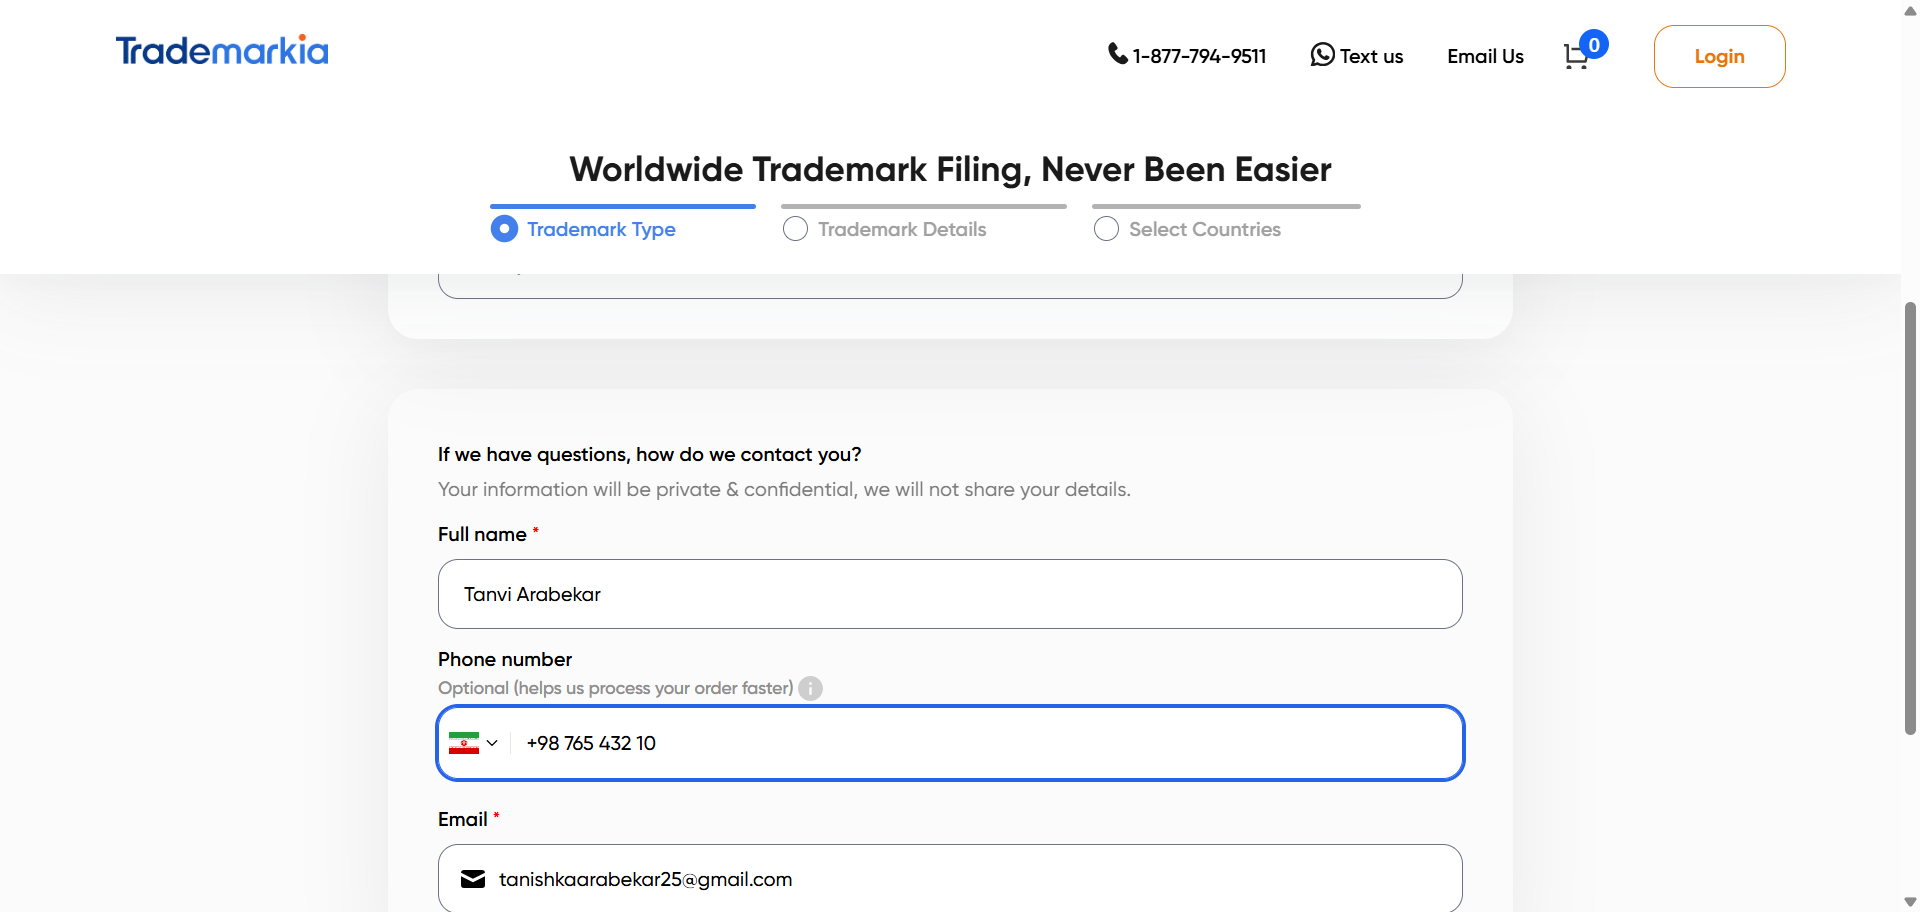 Trademarkia
1-877-794-9511
Text us
Email Us
0
Login
Worldwide Trademark Filing, Never Been Easier
Trademark Type
Trademark Details
Select Countries
If we have questions, how do we contact you?
Your information will be private & confidential, we will not share your details.
Full name *
Tanvi Arabekar
Phone number
Optional (helps us process your order faster) i
+98 765 432 10
Email *
tanishkaarabekar25@gmail.com